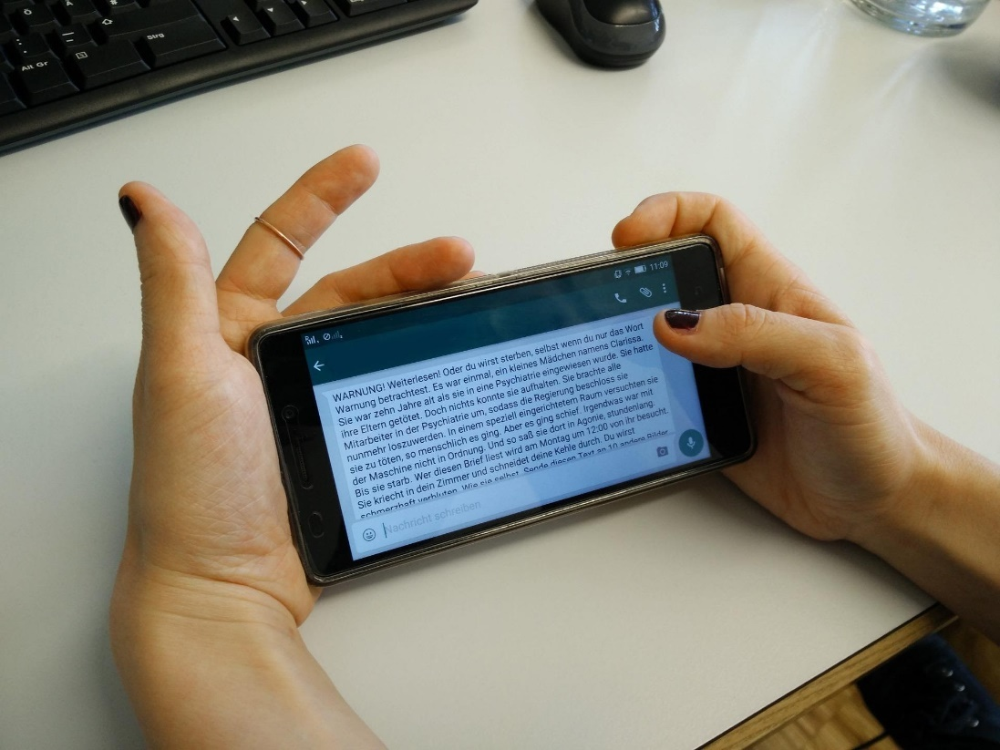 Strg
Alt Gr
11:09
WARNUNG! Weiterlesen! Oder du wirst sterben, selbst wenn du nur das Wort
Warnung betrachtest. Es war einmal, ein kleines Mädchen namens Clarissa.
Sie war zehn Jahre alt als sie in eine Psychiatrie eingewiesen wurde. Sie hatte
ihre Eltern getötet. Doch nichts konnte sie aufhalten. Sie brachte alle
Mitarbeiter in der Psychiatrie um, sodass die Regierung beschloss sie
nunmehr loszuwerden. In einem speziell eingerichtetem Raum versuchten sie
sie zu töten, so menschlich es ging. Aber es ging schief. Irgendwas war mit
der Maschine nicht in Ordnung. Und so saß sie dort in Agonie, stundenlang.
Bis sie starb. Wer diesen Brief liest wird am Montag um 12:00 von ihr besucht.
Sie kriecht in dein Zimmer und schneidet deine Kehle durch. Du wirst
schmerzhaft verbluten. Wie sie selbst. Sende diesen Text an 10 andere Bilder
Nachricht schreiben